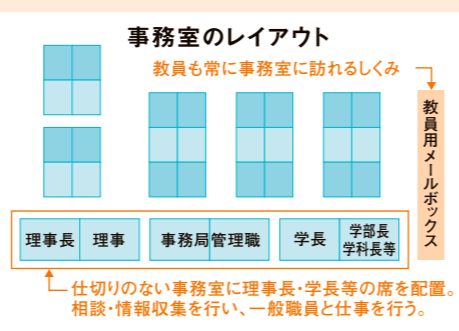 事務室のレイアウト
教員も常に事務室に訪れるしくみ
教員用メールボックス
理事長
理事
事務局
管理職
学長
学部長
学科長等
仕切りのない事務室に理事長・学長等の席を配置。
相談・情報収集を行い、一般職員と仕事を行う。